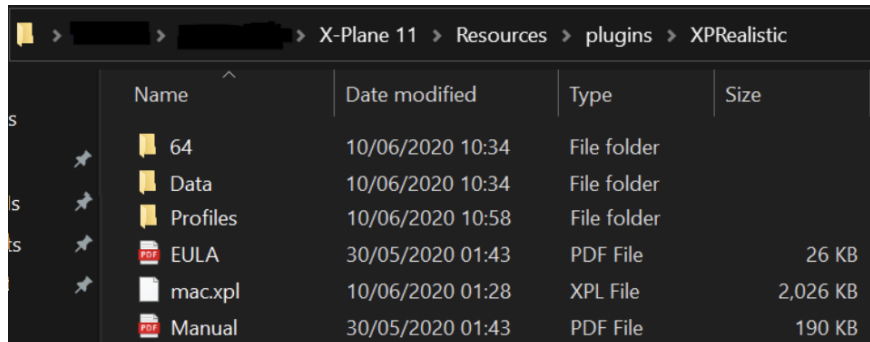 > > > X-Plane 11 > Resources > plugins > XPRealistic
Name Date modified Type Size
s
64 10/06/2020 10:34 File folder
Data 10/06/2020 10:34 File folder
ls
Profiles 10/06/2020 10:58 File folder
ts
EULA 30/05/2020 01:43 PDF File 26 KB
mac.xpl 10/06/2020 01:28 XPL File 2,026 KB
Manual 30/05/2020 01:43 PDF File 190 KB